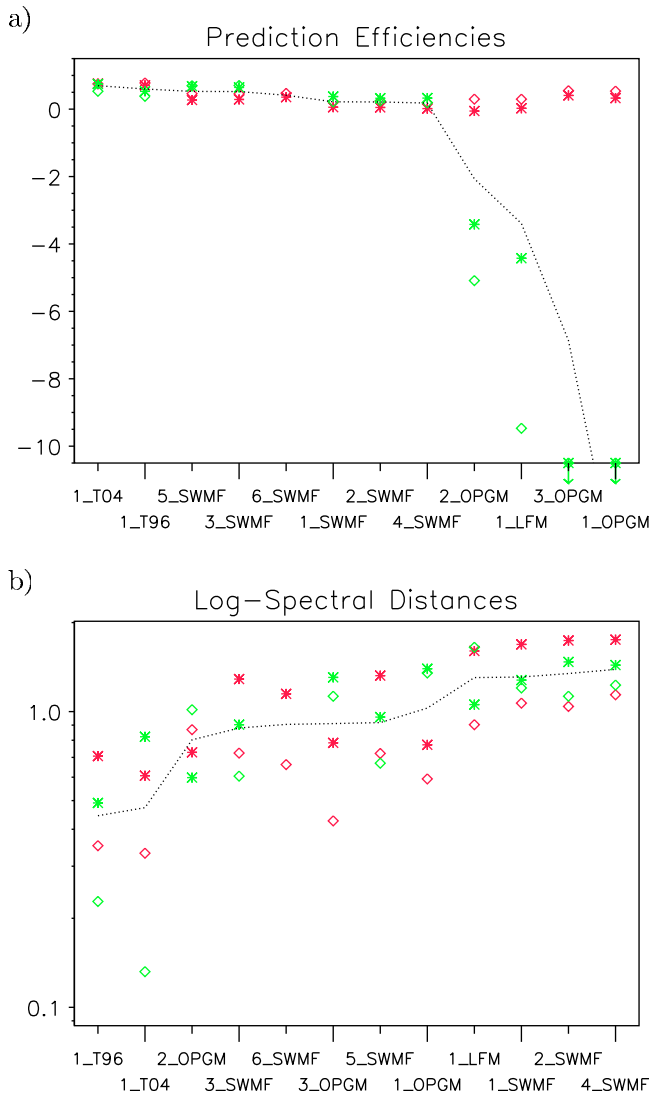 a)
Prediction Efficiencies
0
−2
−4
−6
−8
−10
1_T04 5_SWMF 6_SWMF 2_SWMF 2_OPGM 3_OPGM
1_T96 3_SWMF 1_SWMF 4_SWMF 1_LFM 1_OPGM
b)
Log−Spectral Distances
1.0
0.1
1_T96 2_OPGM 6_SWMF 5_SWMF 1_LFM 2_SWMF
1_T04 3_SWMF 3_OPGM 1_OPGM 1_SWMF 4_SWMF